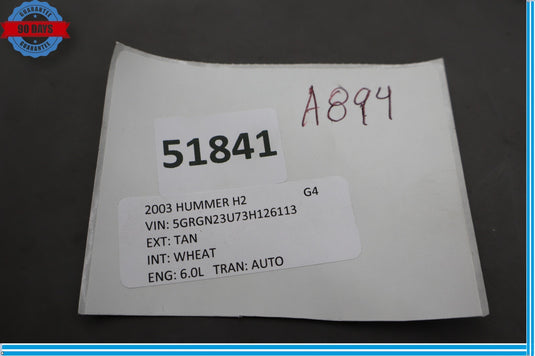 GUARANTEE
90 DAYS
GUARANTEE
A894
51841
2003 HUMMER H2 G4
VIN: 5GRGN23U73H126113
EXT: TAN
INT: WHEAT
ENG: 6.0L TRAN: AUTO